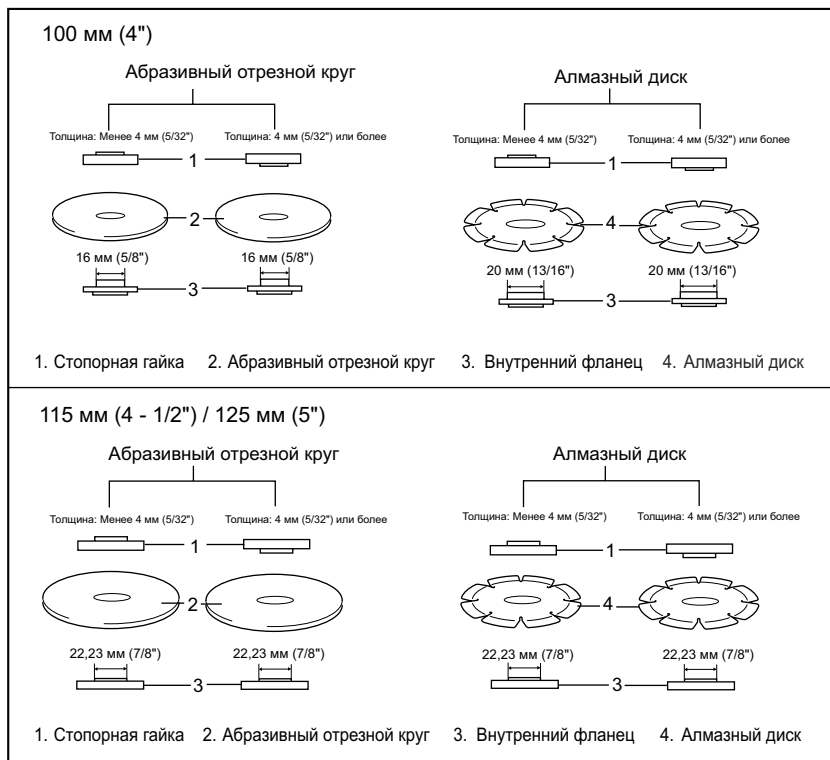 100 мм (4")
Абразивный отрезной круг
Алмазный диск
Толщина: Менее 4 мм (5/32") Толщина: 4 мм (5/32") или более
Толщина: Менее 4 мм (5/32") Толщина: 4 мм (5/32") или более
1
1
2
4
16 мм (5/8") 16 мм (5/8")
20 мм (13/16") 20 мм (13/16")
3
3
1. Стопорная гайка 2. Абразивный отрезной круг 3. Внутренний фланец 4. Алмазный диск
115 мм (4 - 1/2") / 125 мм (5")
Абразивный отрезной круг
Алмазный диск
Толщина: Менее 4 мм (5/32") Толщина: 4 мм (5/32") или более
Толщина: Менее 4 мм (5/32") Толщина: 4 мм (5/32") или более
1
1
2
4
22,23 мм (7/8") 22,23 мм (7/8")
22,23 мм (7/8") 22,23 мм (7/8")
3
3
1. Стопорная гайка 2. Абразивный отрезной круг 3. Внутренний фланец 4. Алмазный диск